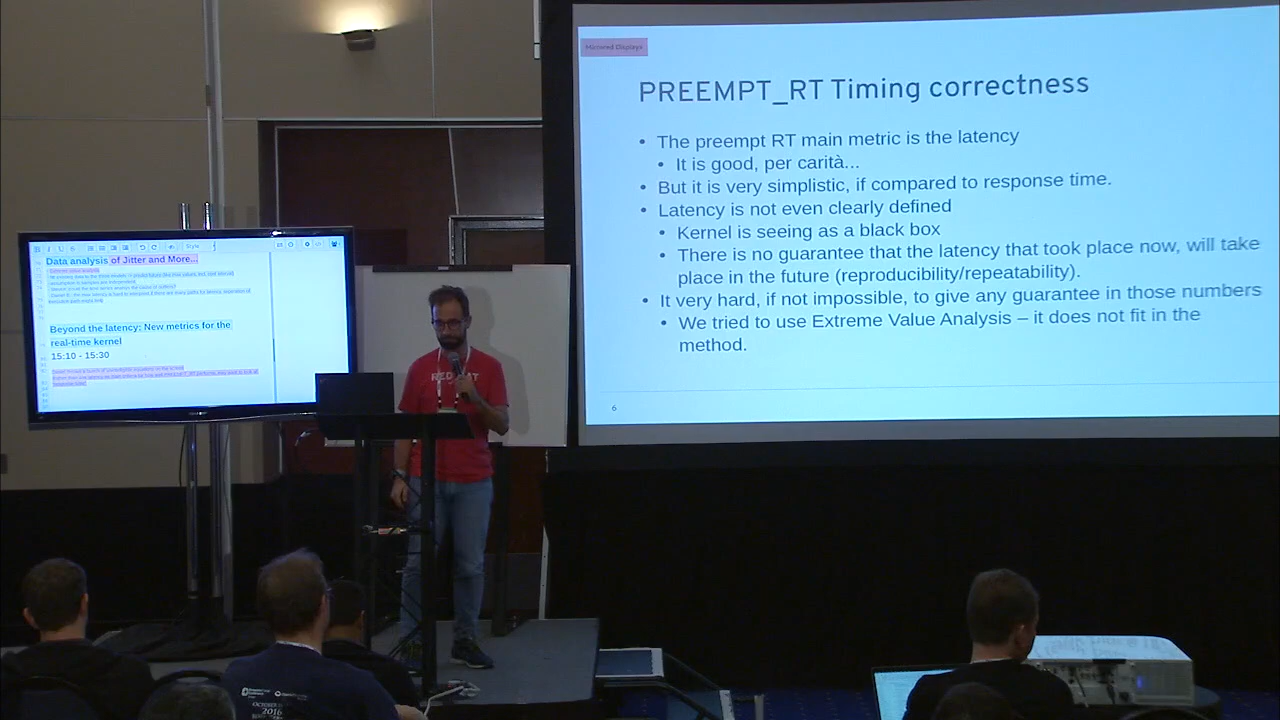 Mirrored Displays
PREEMPT_RT Timing correctness
• The preempt RT main metric is the latency
• It is good, per carità...
• But it is very simplistic, if compared to response time.
• Latency is not even clearly defined
• Kernel is seeing as a black box
• There is no guarantee that the latency that took place now, will take
place in the future (reproducibility/repeatability).
• It very hard, if not impossible, to give any guarantee in those numbers
• We tried to use Extreme Value Analysis – it does not fit in the
method.
6
Style
Data analysis of Jitter and More...
Beyond the latency: New metrics for the
real-time kernel
15:10 - 15:30
RED HAT
OCTOBER
2016